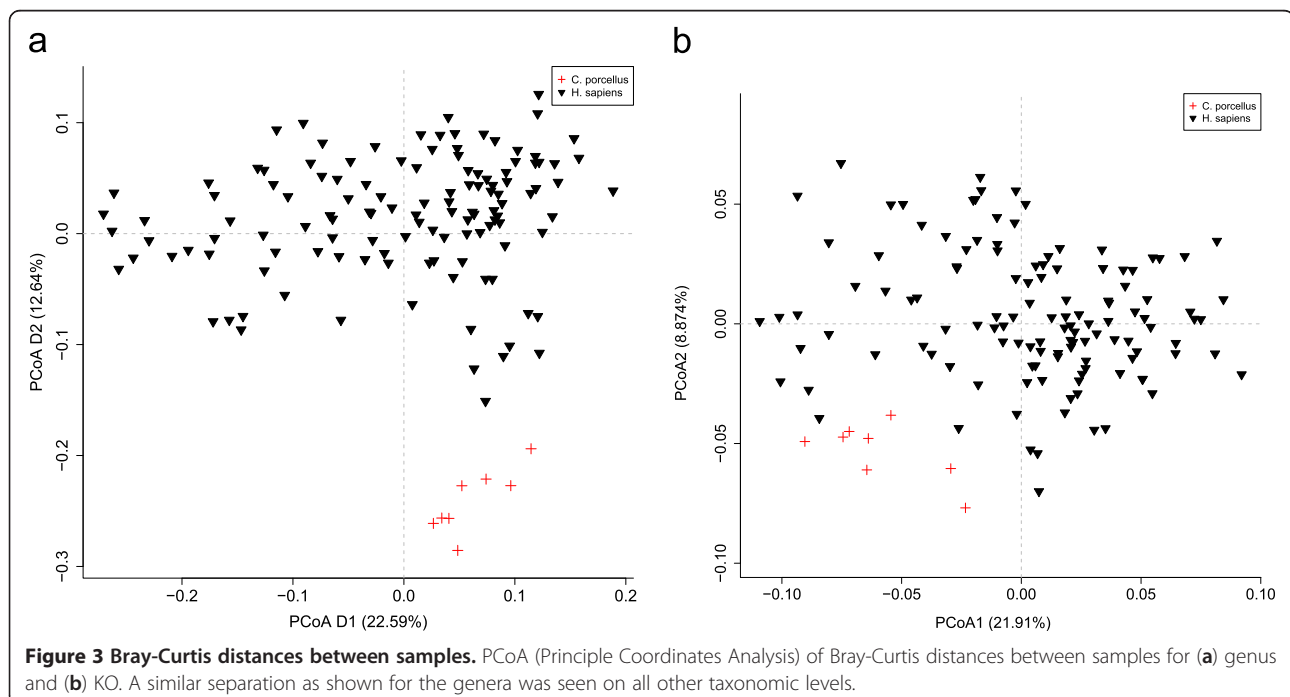 a
C. porcellus
H. sapiens
PCoA D2 (12.64%)
0.1
0.0
−0.1
−0.2
−0.3
−0.2
−0.1
0.0
0.1
0.2
PCoA D1 (22.59%)
b
C. porcellus
H. sapiens
PCoA2 (8.874%)
0.05
0.00
−0.05
−0.10
−0.10
−0.05
0.00
0.05
0.10
PCoA1 (21.91%)
Figure 3 Bray-Curtis distances between samples. PCoA (Principle Coordinates Analysis) of Bray-Curtis distances between samples for (a) genus
and (b) KO. A similar separation as shown for the genera was seen on all other taxonomic levels.